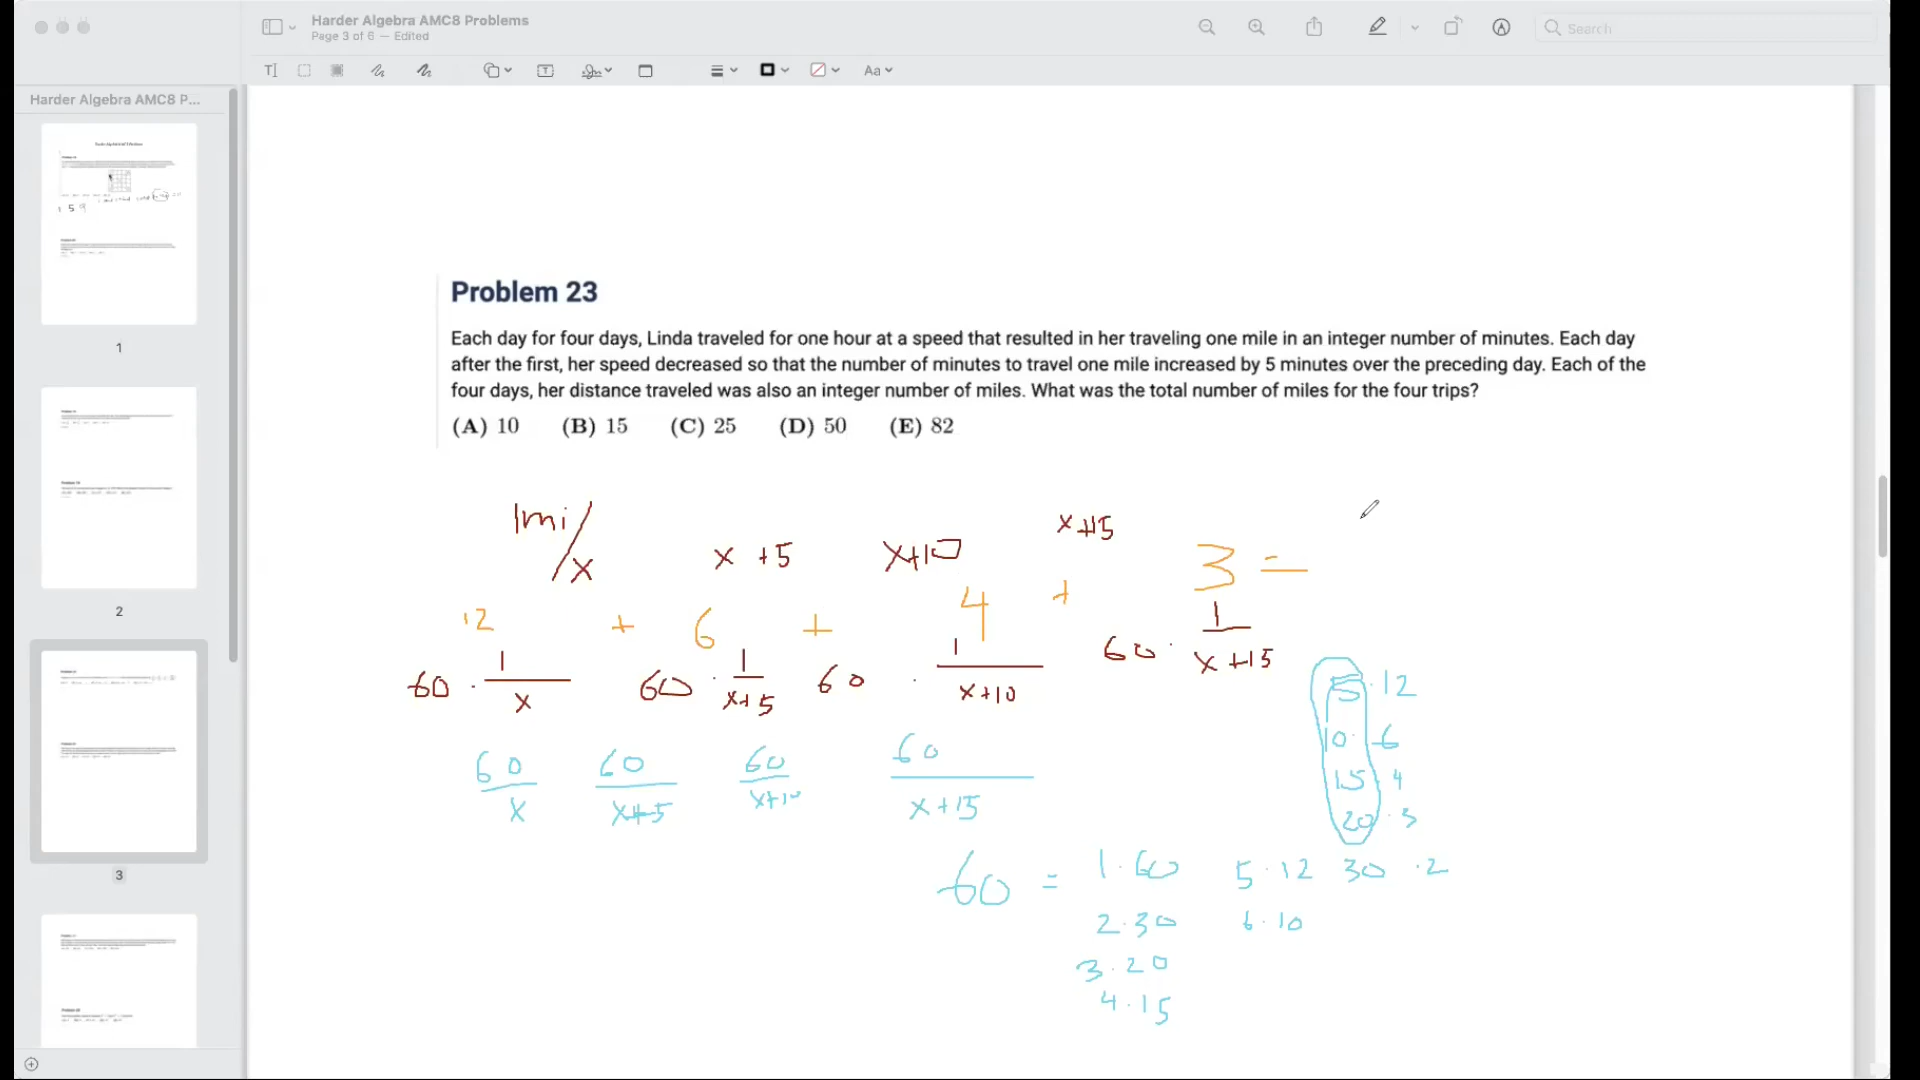 Harder Algebra AMC8 Problems
Page 3 of 6 — Edited
Search
Aa
Harder Algebra AMC8 P...
1
2
3
Problem 23
Each day for four days, Linda traveled for one hour at a speed that resulted in her traveling one mile in an integer number of minutes. Each day
after the first, her speed decreased so that the number of minutes to travel one mile increased by 5 minutes over the preceding day. Each of the
four days, her distance traveled was also an integer number of miles. What was the total number of miles for the four trips?
(A) 10 (B) 15 (C) 25 (D) 50 (E) 82
1mi/x x+5 x+10 x+15
12 + 6 + 4 + 3 =
60 · 1/x 60 · 1/x+5 60 · 1/x+10 60 · 1/x+15
60/x 60/x+5 60/x+10 60/x+15
5 · 12
10 · 6
15 4
20 · 3
60 = 1·60 5·12 30 ·2
2·30 6·10
3·20
4·15